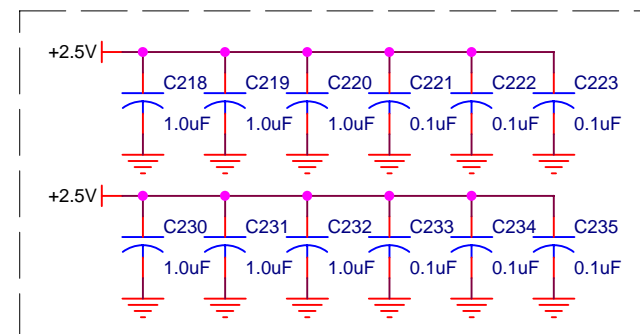 +2.5V
C218 C219 C220 C221 C222 C223
1.0uF 1.0uF 1.0uF 0.1uF 0.1uF 0.1uF
+2.5V
C230 C231 C232 C233 C234 C235
1.0uF 1.0uF 1.0uF 0.1uF 0.1uF 0.1uF